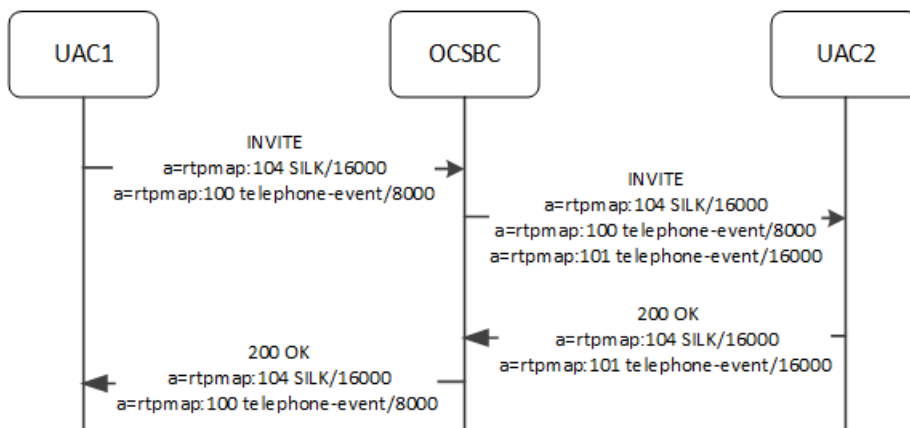 UAC1
OCSBC
UAC2
INVITE
a=rtpmap:104 SILK/16000
a=rtpmap:100 telephone-event/8000
INVITE
a=rtpmap:104 SILK/16000
a=rtpmap:100 telephone-event/8000
a=rtpmap:101 telephone-event/16000
200 OK
a=rtpmap:104 SILK/16000
a=rtpmap:101 telephone-event/16000
200 OK
a=rtpmap:104 SILK/16000
a=rtpmap:100 telephone-event/8000